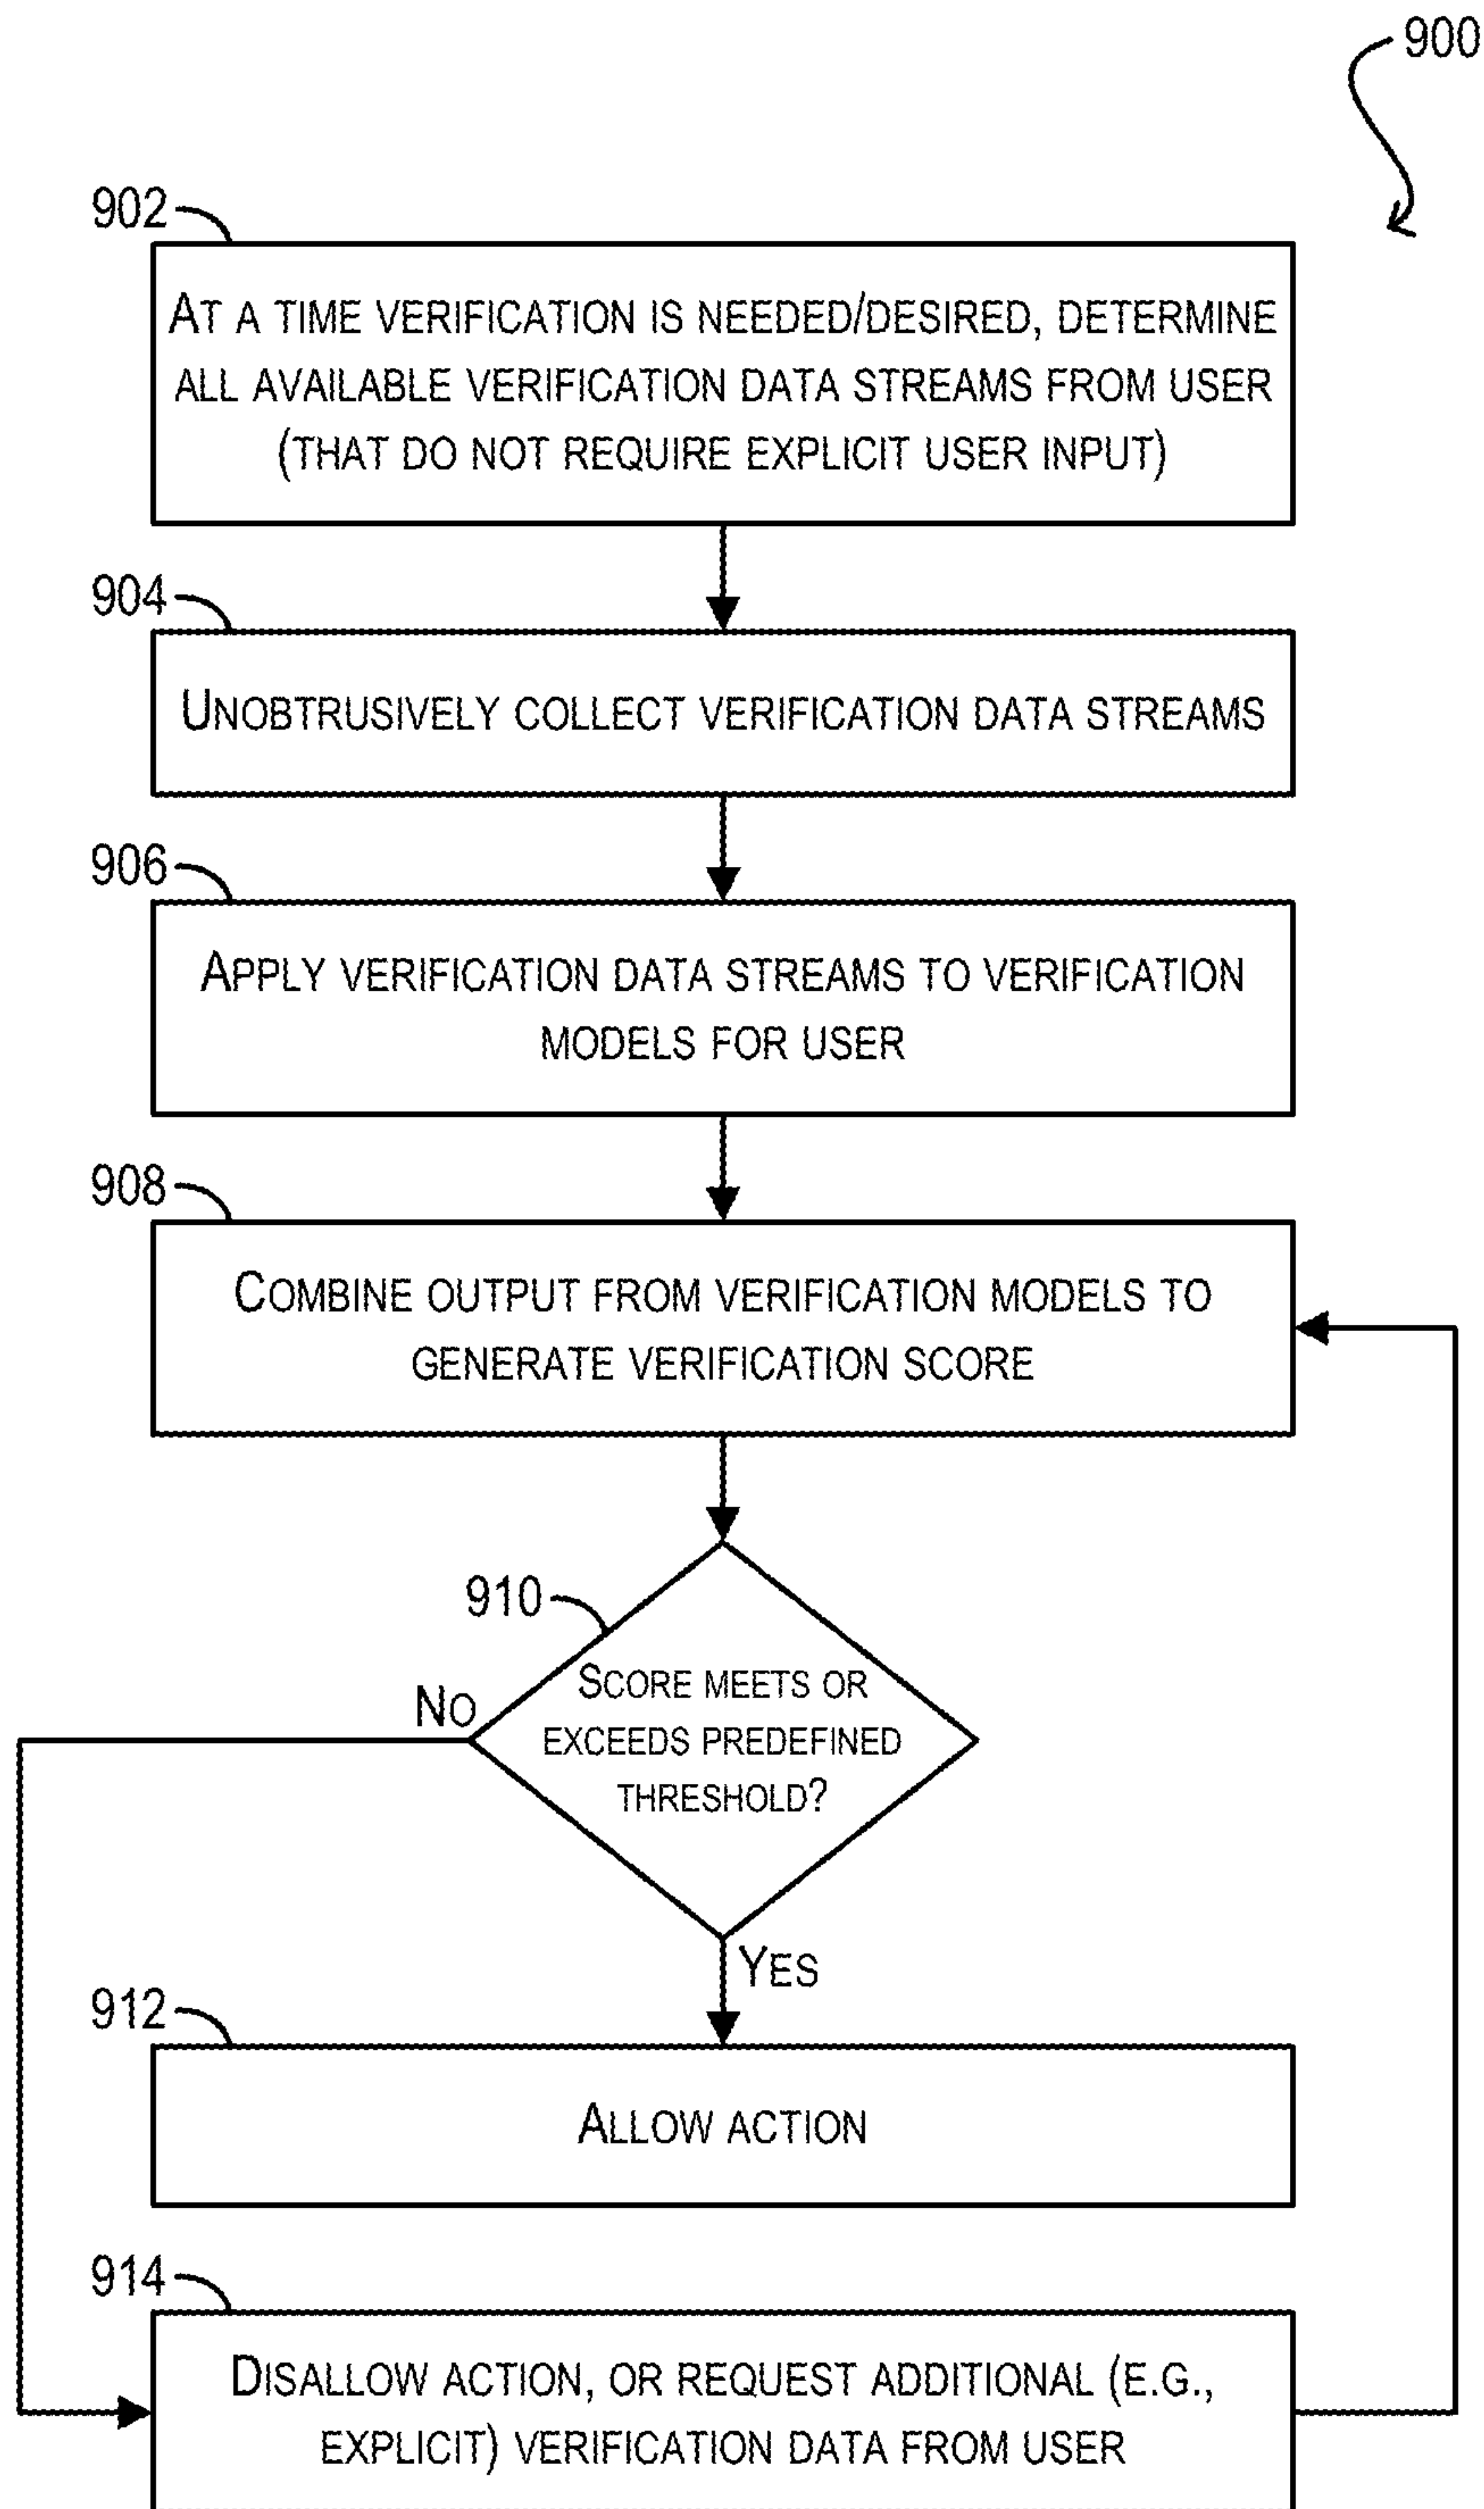 900
902
AT A TIME VERIFICATION IS NEEDED/DESIRED, DETERMINE
ALL AVAILABLE VERIFICATION DATA STREAMS FROM USER
(THAT DO NOT REQUIRE EXPLICIT USER INPUT)
904
UNOBTRUSIVELY COLLECT VERIFICATION DATA STREAMS
906
APPLY VERIFICATION DATA STREAMS TO VERIFICATION
MODELS FOR USER
908
COMBINE OUTPUT FROM VERIFICATION MODELS TO
GENERATE VERIFICATION SCORE
910
SCORE MEETS OR
EXCEEDS PREDEFINED
THRESHOLD?
NO
YES
912
ALLOW ACTION
914
DISALLOW ACTION, OR REQUEST ADDITIONAL (E.G.,
EXPLICIT) VERIFICATION DATA FROM USER